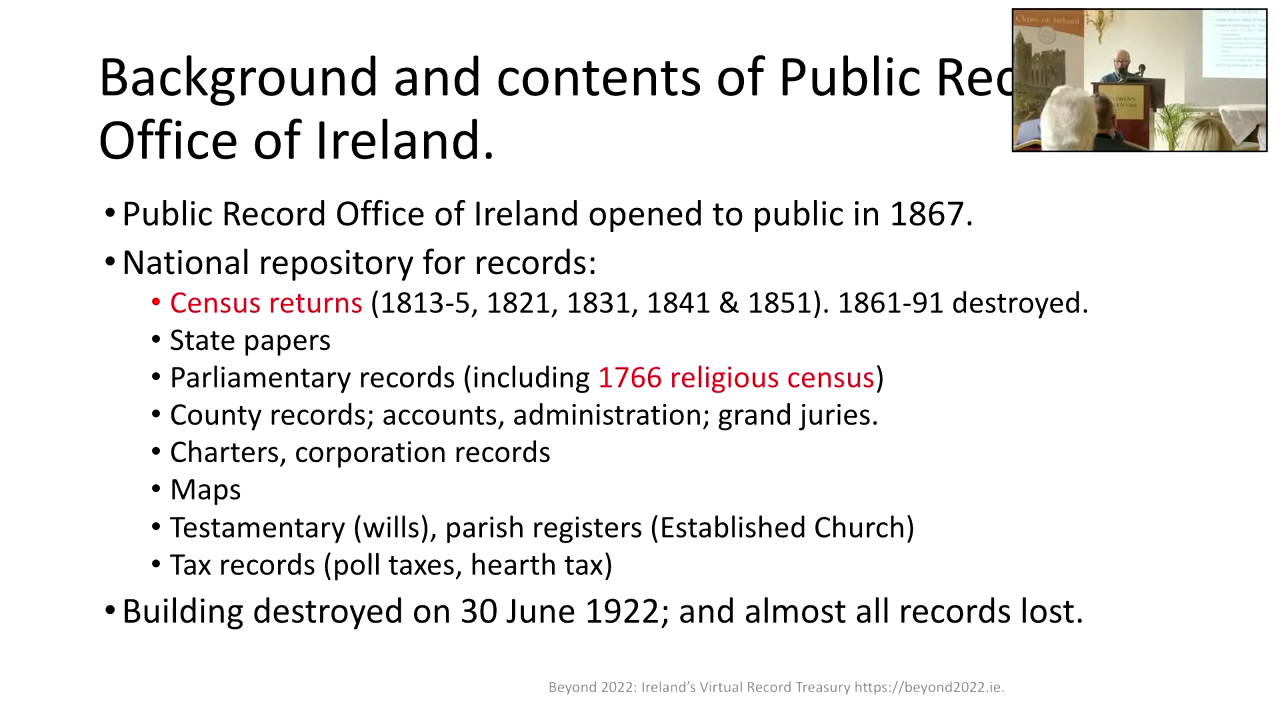 Background and contents of Public Rec
Office of Ireland.
• Public Record Office of Ireland opened to public in 1867.
• National repository for records:
• Census returns (1813-5, 1821, 1831, 1841 & 1851). 1861-91 destroyed.
• State papers
• Parliamentary records (including 1766 religious census)
• County records; accounts, administration; grand juries.
• Charters, corporation records
• Maps
• Testamentary (wills), parish registers (Established Church)
• Tax records (poll taxes, hearth tax)
• Building destroyed on 30 June 1922; and almost all records lost.
Beyond 2022: Ireland’s Virtual Record Treasury https://beyond2022.ie.
Clans of Ireland